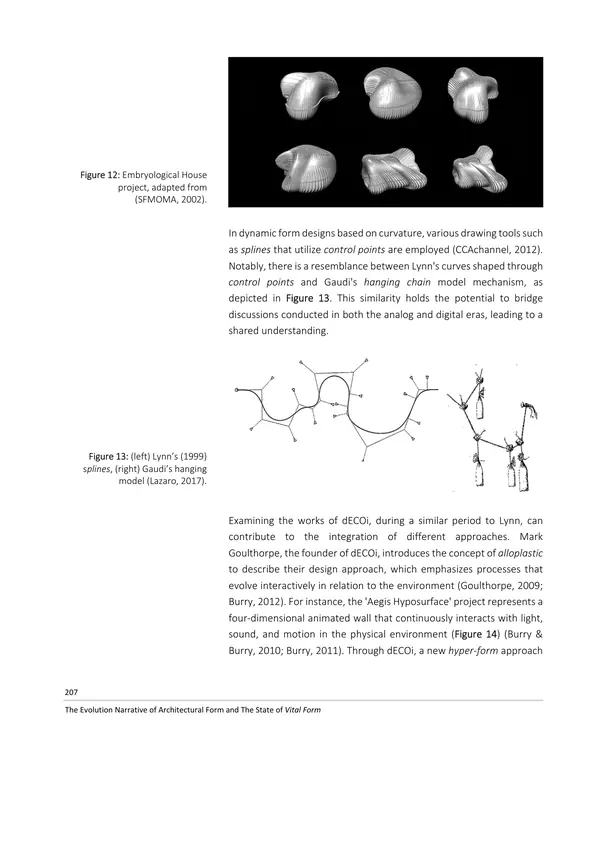 Figure 12: Embryological House
project, adapted from
(SFMOMA, 2002).
In dynamic form designs based on curvature, various drawing tools such
as splines that utilize control points are employed (CCAchannel, 2012).
Notably, there is a resemblance between Lynn's curves shaped through
control points and Gaudi's hanging chain model mechanism, as
depicted in Figure 13. This similarity holds the potential to bridge
discussions conducted in both the analog and digital eras, leading to a
shared understanding.
Figure 13: (left) Lynn's (1999)
splines, (right) Gaudi's hanging
model (Lazaro, 2017).
Examining the works of dECOi, during a similar period to Lynn, can
contribute to the integration of different approaches. Mark
Goulthorpe, the founder of dECOi, introduces the concept of alloplastic
to describe their design approach, which emphasizes processes that
evolve interactively in relation to the environment (Goulthorpe, 2009;
Burry, 2012). For instance, the 'Aegis Hyposurface' project represents a
four-dimensional animated wall that continuously interacts with light,
sound, and motion in the physical environment (Figure 14) (Burry &
Burry, 2010; Burry, 2011). Through dECOi, a new hyper-form approach
207
The Evolution Narrative of Architectural Form and The State of Vital Form